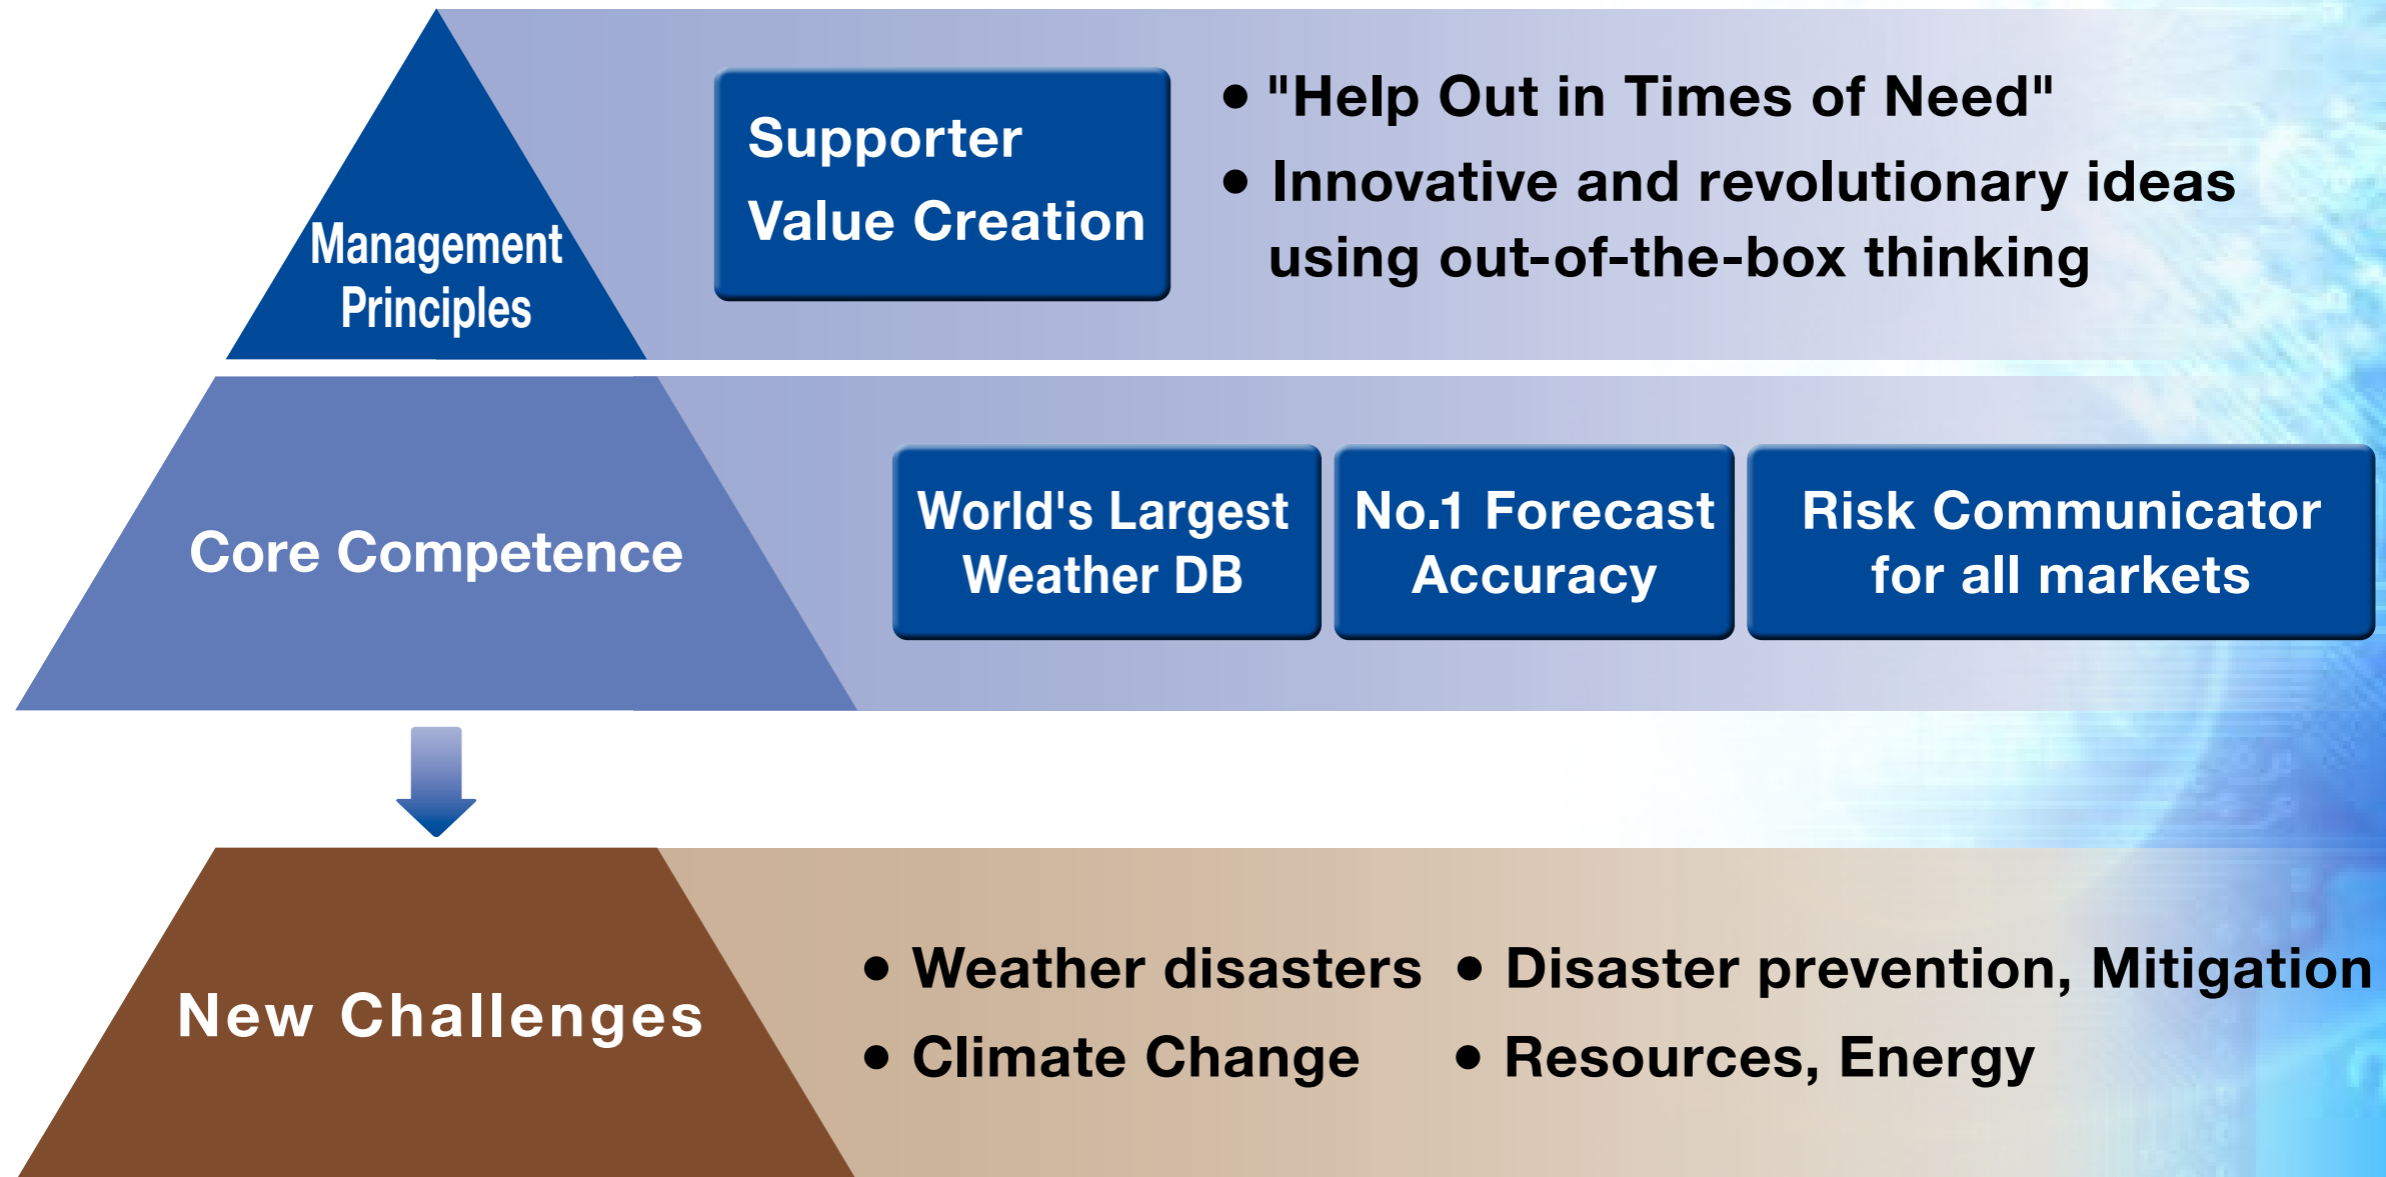 Management
Principles
Supporter
Value Creation
● "Help Out in Times of Need"
● Innovative and revolutionary ideas
using out-of-the-box thinking
Core Competence
World's Largest
Weather DB
No.1 Forecast
Accuracy
Risk Communicator
for all markets
New Challenges
● Weather disasters
● Disaster prevention, Mitigation
● Climate Change
● Resources, Energy